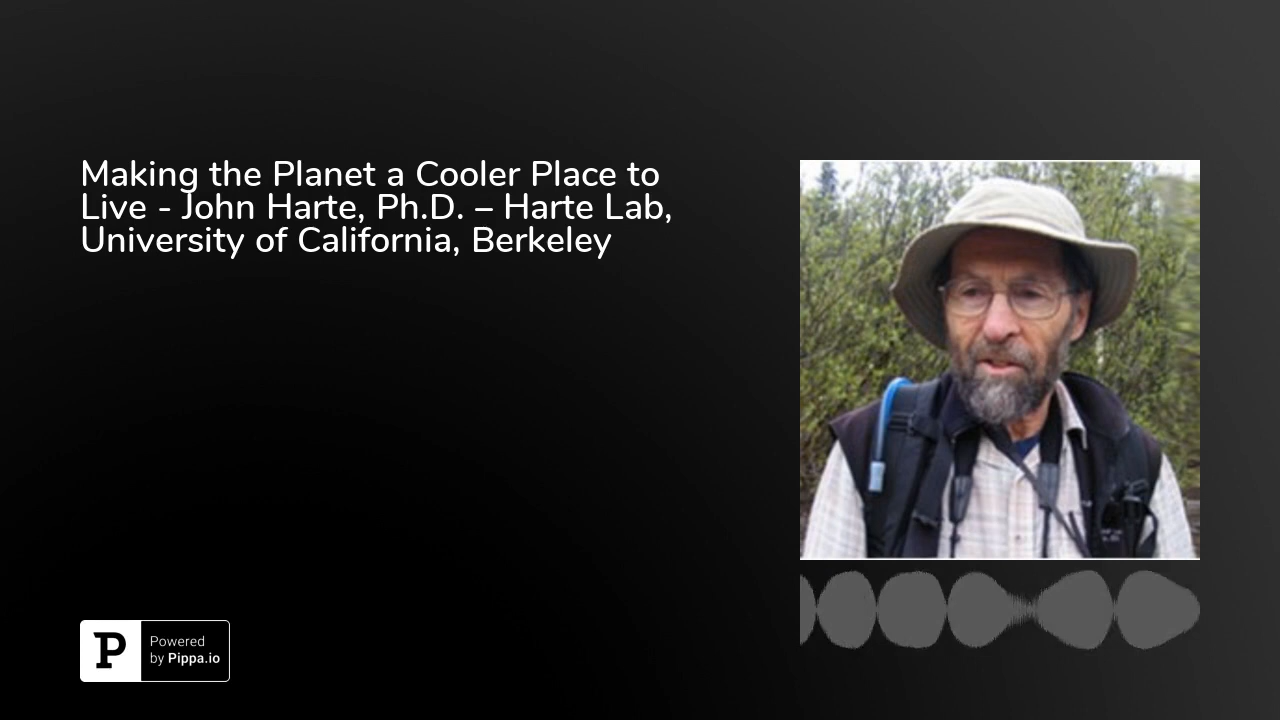 Making the Planet a Cooler Place to
Live - John Harte, Ph.D. – Harte Lab,
University of California, Berkeley
P
Powered
by Pippa.io